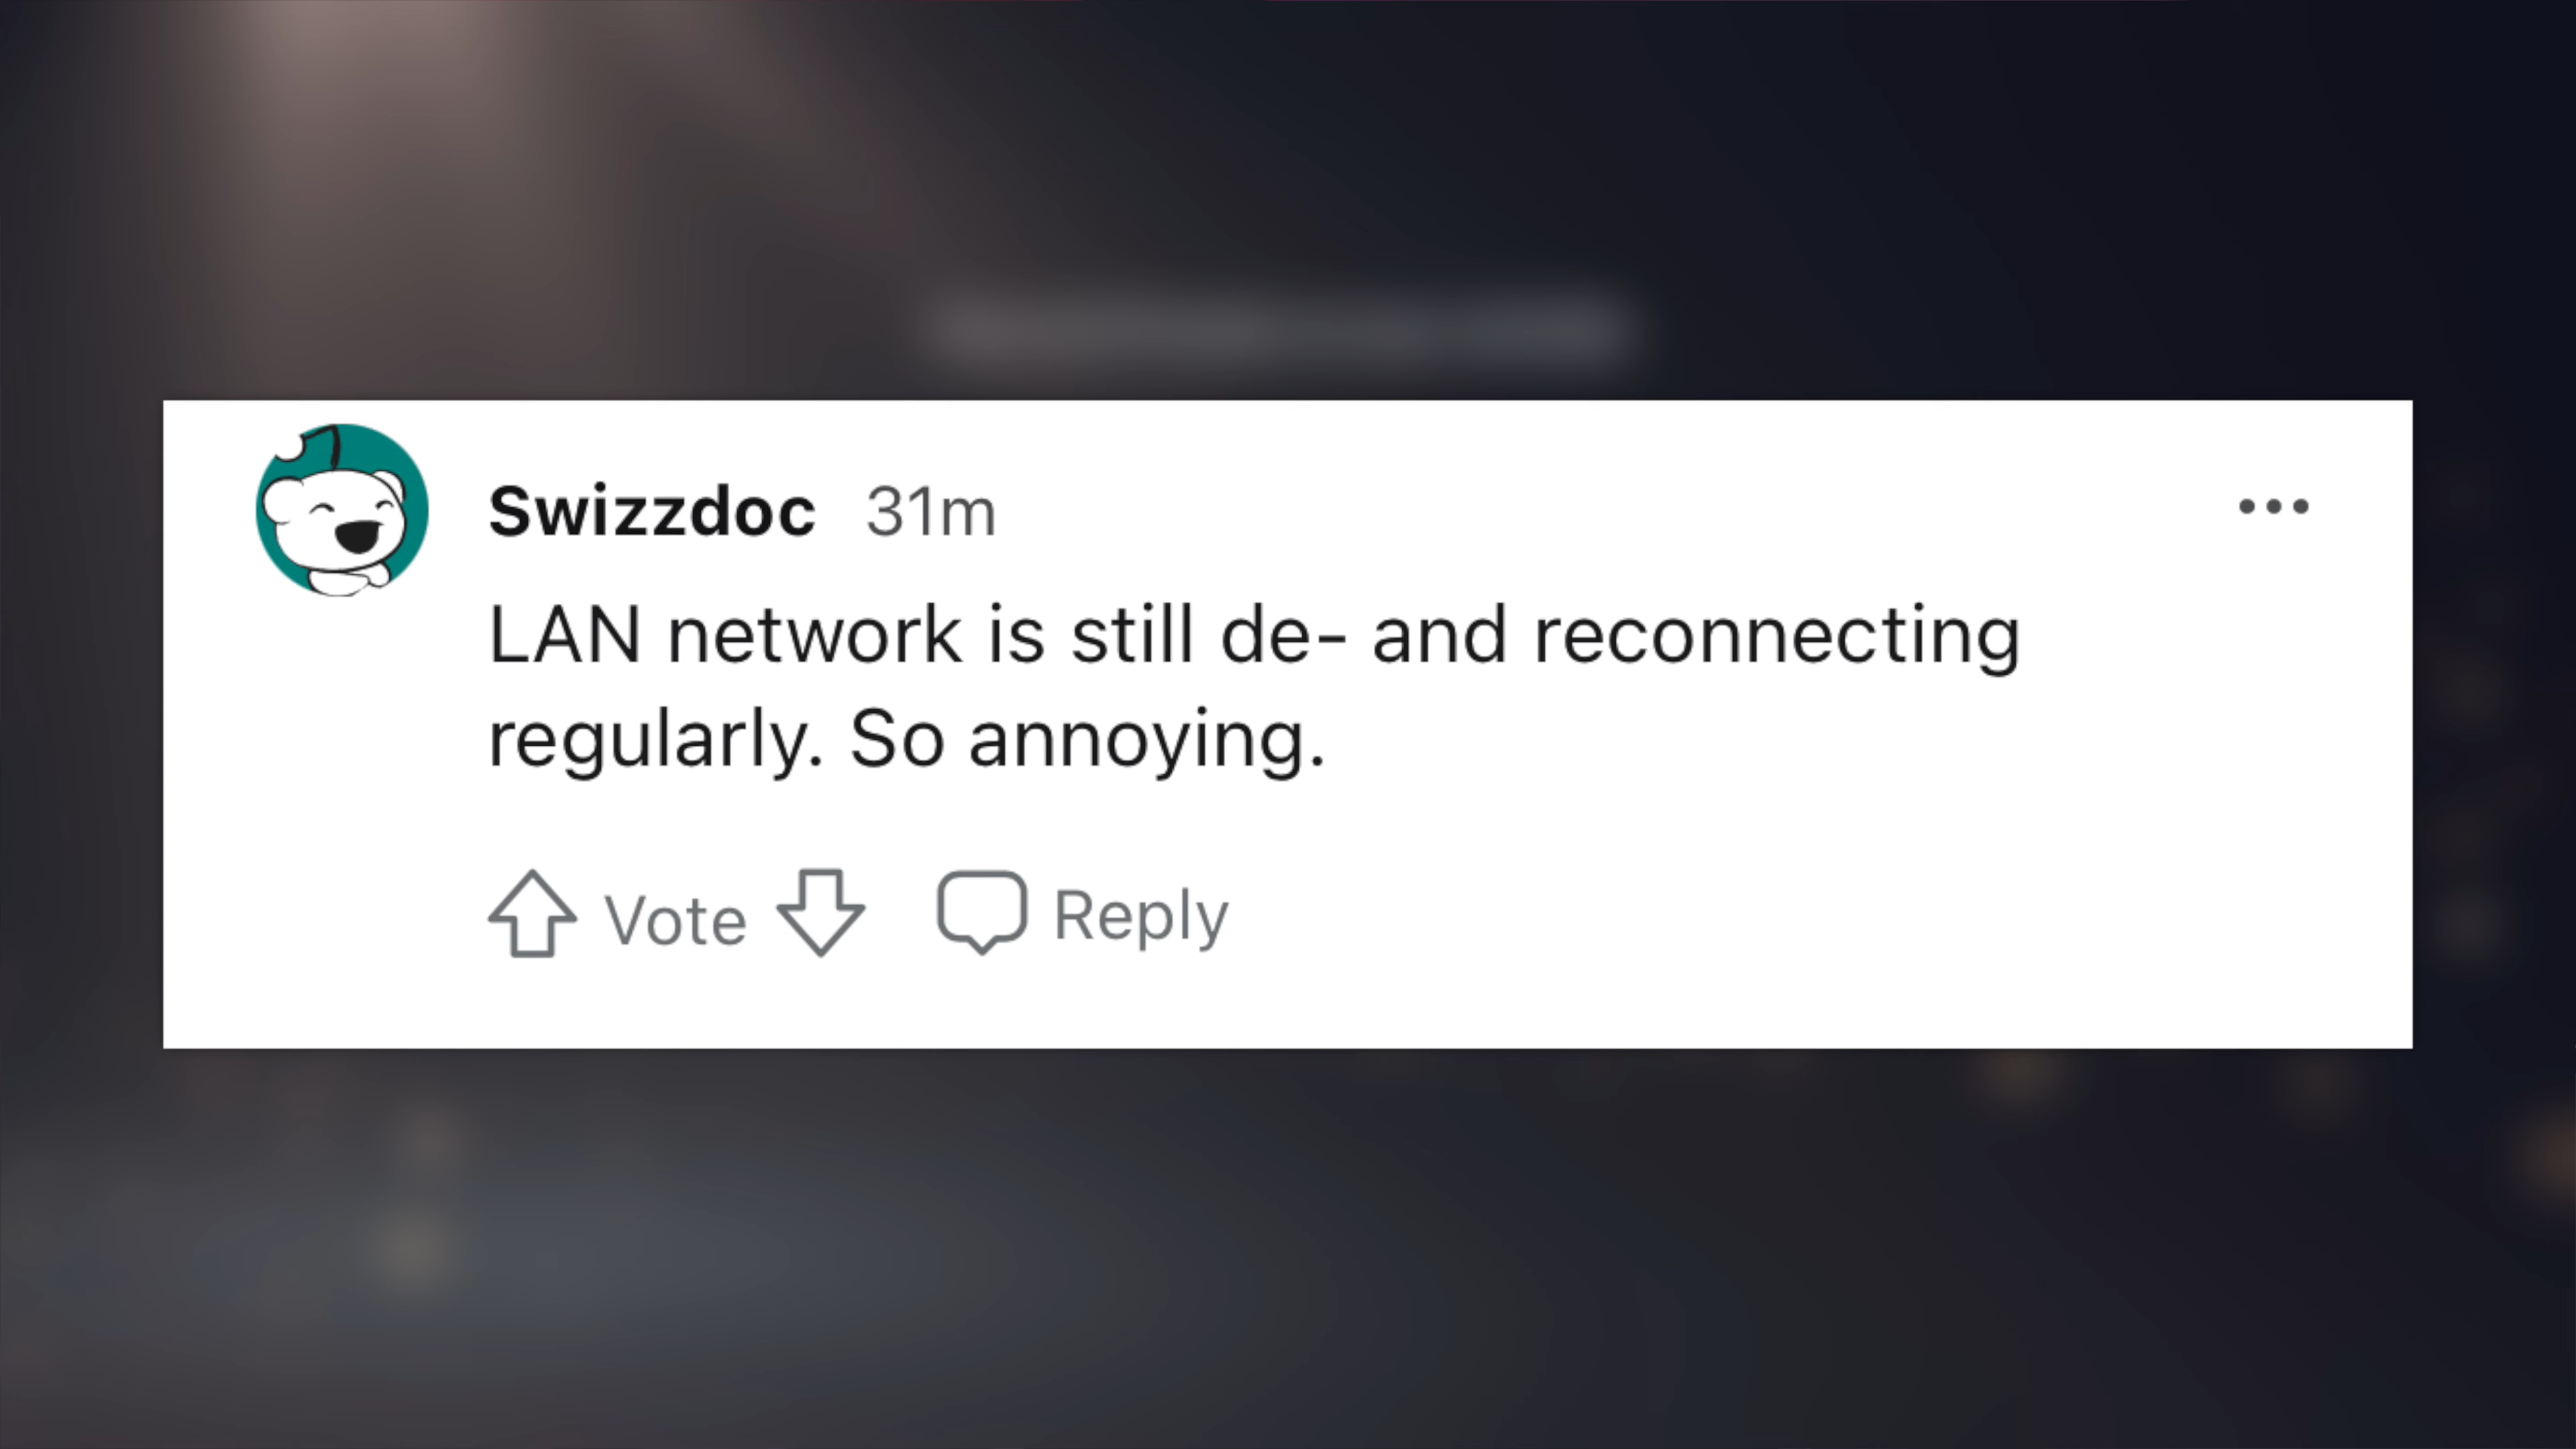 Swizzdoc 31m
LAN network is still de- and reconnecting
regularly. So annoying.
Vote Reply